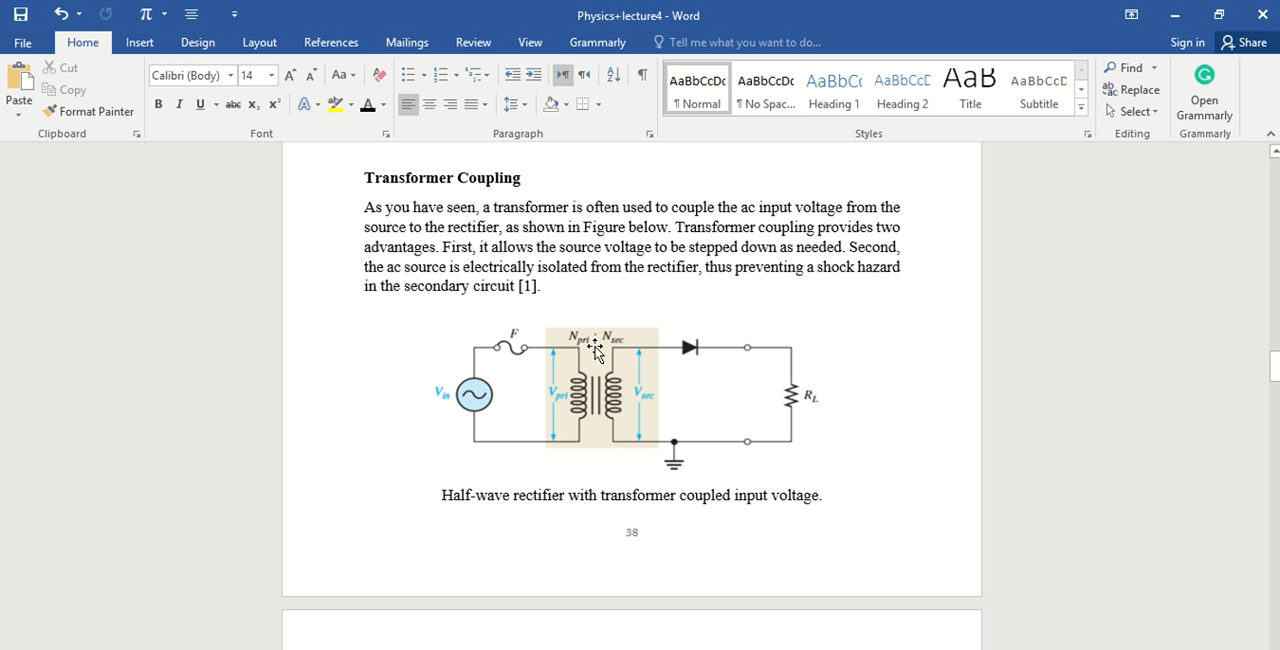 Physics+lecture4 - Word
File Home Insert Design Layout References Mailings Review View Grammarly Tell me what you want to do... Sign in Share
Paste Cut Copy Format Painter
Calibri (Body) 14 Aa
B I U abc X₂ X²
AaBbCcDc AaBbCcDc AaBbC( AaBbCcE AaB AaBbCcC
¶ Normal ¶ No Spac... Heading 1 Heading 2 Title Subtitle
Find
Replace
Select
Open
Grammarly
Clipboard Font Paragraph Styles Editing Grammarly
Transformer Coupling
As you have seen, a transformer is often used to couple the ac input voltage from the
source to the rectifier, as shown in Figure below. Transformer coupling provides two
advantages. First, it allows the source voltage to be stepped down as needed. Second,
the ac source is electrically isolated from the rectifier, thus preventing a shock hazard
in the secondary circuit [1].
F
Npri : Nsec
Vin Vpri Vsec RL
Half-wave rectifier with transformer coupled input voltage.
38